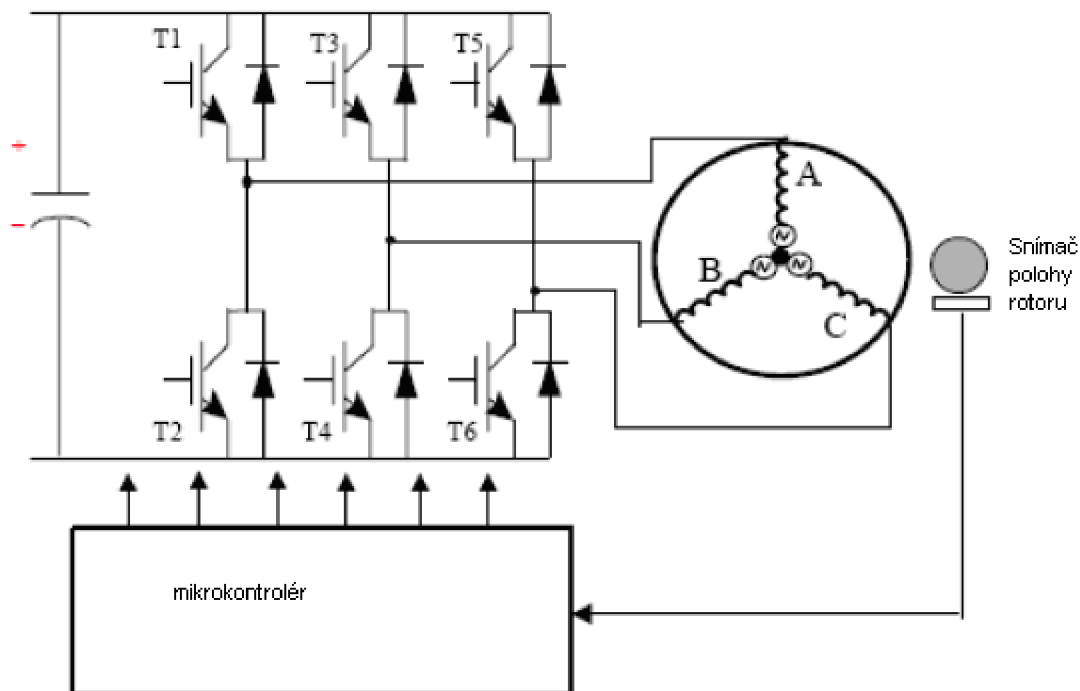 T1
T3
T5
+
-
A
B
C
Snímač
polohy
rotoru
T2
T4
T6
mikrokontrolér